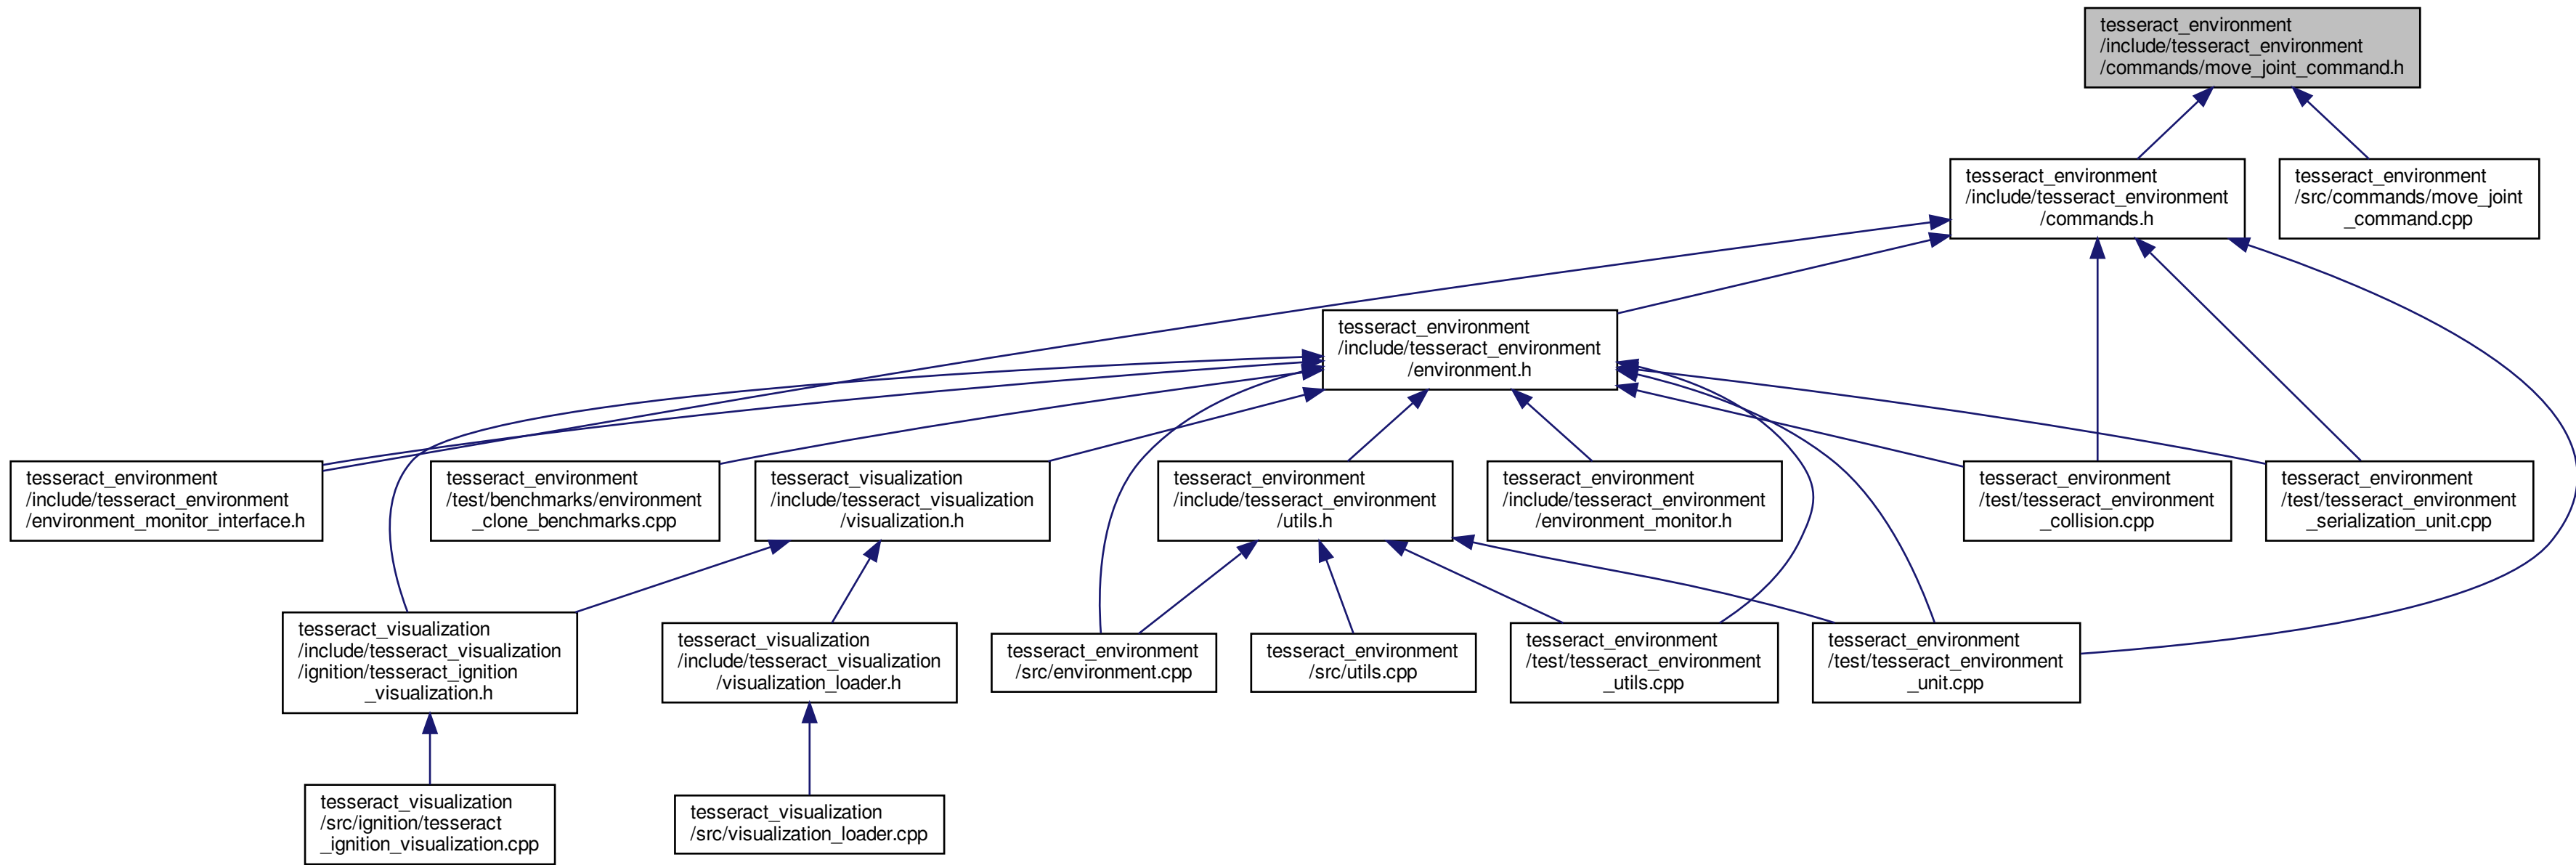 tesseract_environment
/include/tesseract_environment
/commands/move_joint_command.h
tesseract_environment
/include/tesseract_environment
/commands.h
tesseract_environment
/src/commands/move_joint
_command.cpp
tesseract_environment
/include/tesseract_environment
/environment.h
tesseract_environment
/include/tesseract_environment
/environment_monitor_interface.h
tesseract_environment
/test/benchmarks/environment
_clone_benchmarks.cpp
tesseract_visualization
/include/tesseract_visualization
/visualization.h
tesseract_environment
/include/tesseract_environment
/utils.h
tesseract_environment
/include/tesseract_environment
/environment_monitor.h
tesseract_environment
/test/tesseract_environment
_collision.cpp
tesseract_environment
/test/tesseract_environment
_serialization_unit.cpp
tesseract_visualization
/include/tesseract_visualization
/ignition/tesseract_ignition
_visualization.h
tesseract_visualization
/include/tesseract_visualization
/visualization_loader.h
tesseract_environment
/src/environment.cpp
tesseract_environment
/src/utils.cpp
tesseract_environment
/test/tesseract_environment
_utils.cpp
tesseract_environment
/test/tesseract_environment
_unit.cpp
tesseract_visualization
/src/ignition/tesseract
_ignition_visualization.cpp
tesseract_visualization
/src/visualization_loader.cpp